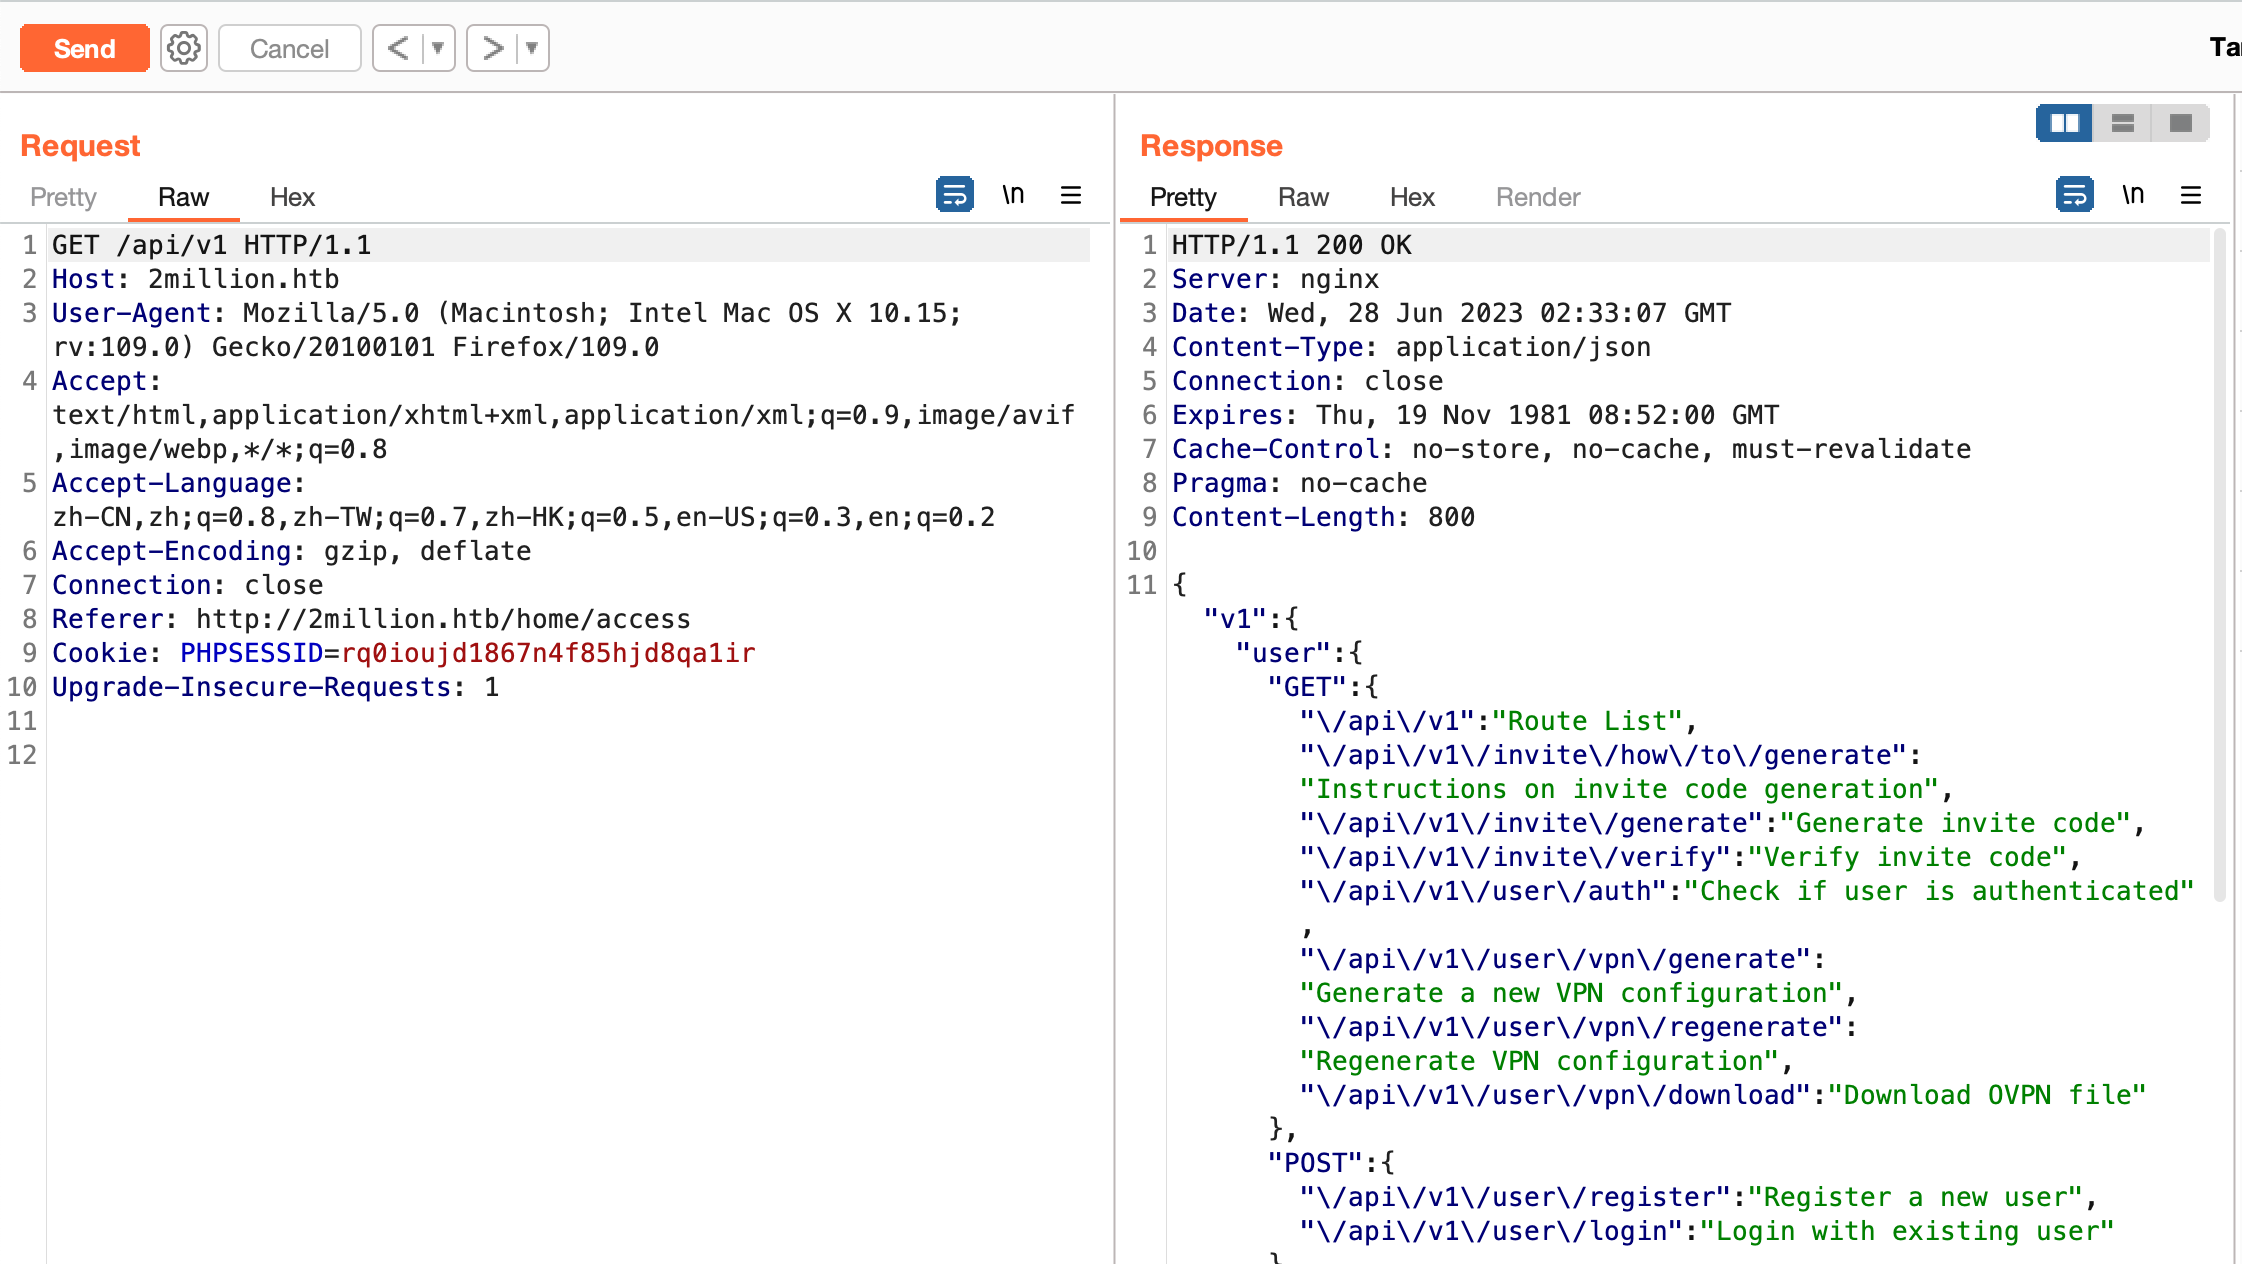 Send
Cancel
<
>
Ta
Request
Pretty Raw Hex
\n
1 GET /api/v1 HTTP/1.1
2 Host: 2million.htb
3 User-Agent: Mozilla/5.0 (Macintosh; Intel Mac OS X 10.15;
rv:109.0) Gecko/20100101 Firefox/109.0
4 Accept:
text/html,application/xhtml+xml,application/xml;q=0.9,image/avif
,image/webp,*/*;q=0.8
5 Accept-Language:
zh-CN,zh;q=0.8,zh-TW;q=0.7,zh-HK;q=0.5,en-US;q=0.3,en;q=0.2
6 Accept-Encoding: gzip, deflate
7 Connection: close
8 Referer: http://2million.htb/home/access
9 Cookie: PHPSESSID=rq0ioujd1867n4f85hjd8qa1ir
10 Upgrade-Insecure-Requests: 1
11
12
Response
Pretty Raw Hex Render
\n
1 HTTP/1.1 200 OK
2 Server: nginx
3 Date: Wed, 28 Jun 2023 02:33:07 GMT
4 Content-Type: application/json
5 Connection: close
6 Expires: Thu, 19 Nov 1981 08:52:00 GMT
7 Cache-Control: no-store, no-cache, must-revalidate
8 Pragma: no-cache
9 Content-Length: 800
10
11 {
"v1":{
"user":{
"GET":{
"\/api\/v1":"Route List",
"\/api\/v1\/invite\/how\/to\/generate":
"Instructions on invite code generation",
"\/api\/v1\/invite\/generate":"Generate invite code",
"\/api\/v1\/invite\/verify":"Verify invite code",
"\/api\/v1\/user\/auth":"Check if user is authenticated"
,
"\/api\/v1\/user\/vpn\/generate":
"Generate a new VPN configuration",
"\/api\/v1\/user\/vpn\/regenerate":
"Regenerate VPN configuration",
"\/api\/v1\/user\/vpn\/download":"Download OVPN file"
},
"POST":{
"\/api\/v1\/user\/register":"Register a new user",
"\/api\/v1\/user\/login":"Login with existing user"
}